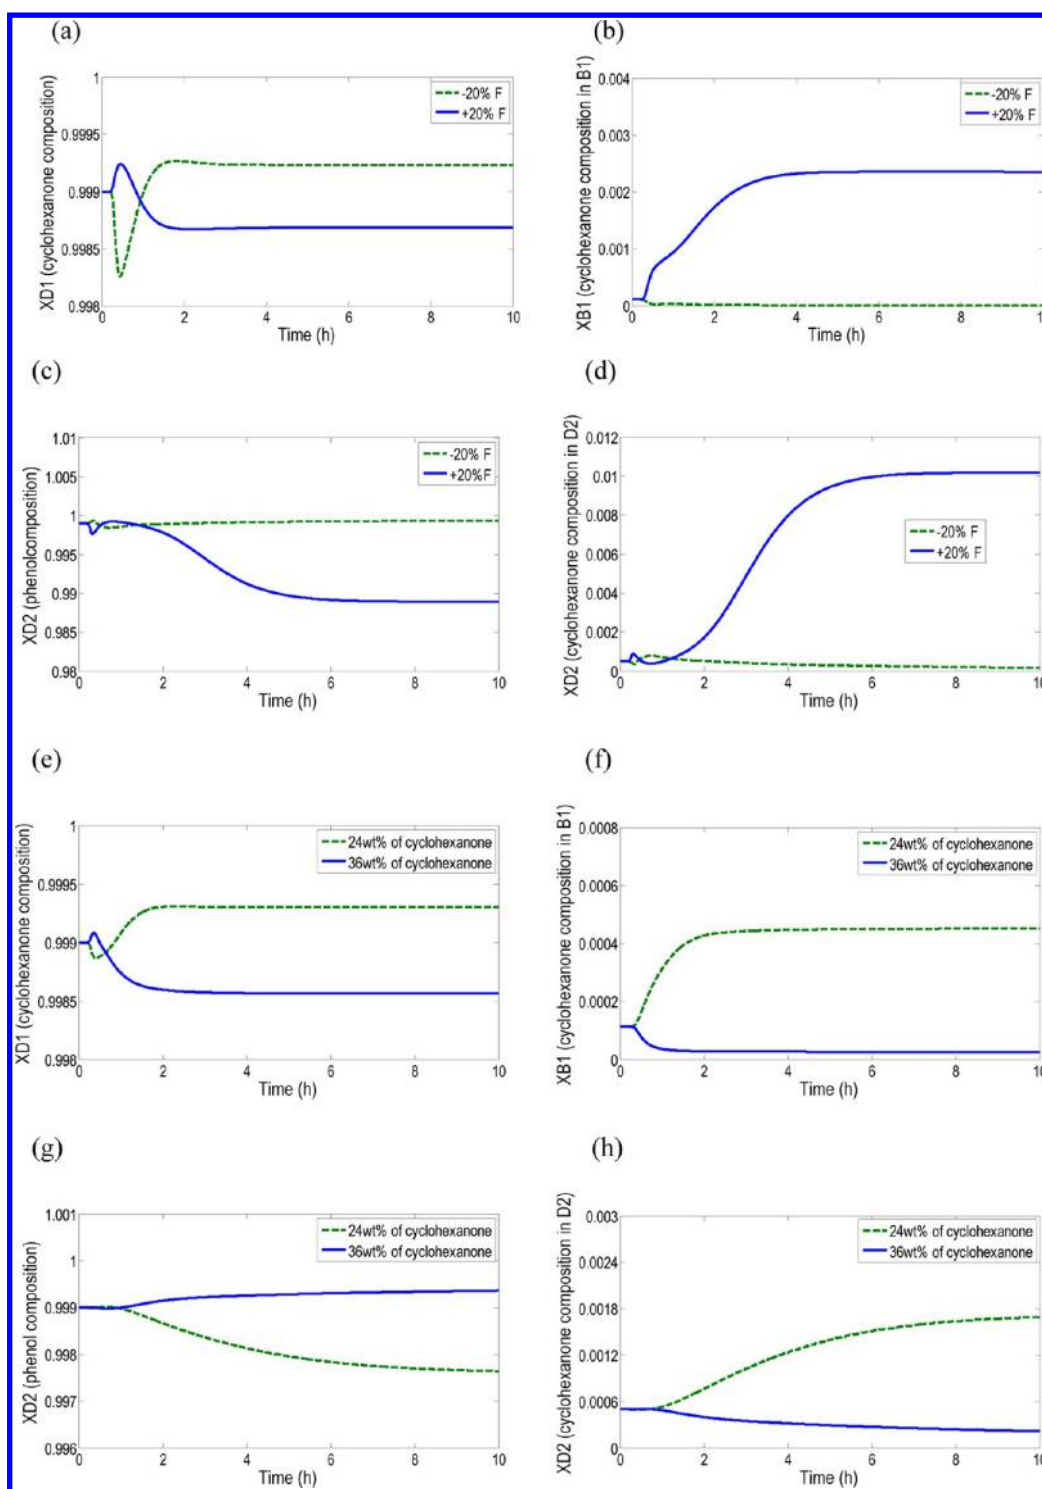 (a)
XD1 (cyclohexanone composition)
1
0.9995
0.999
0.9985
0.998
-20% F
+20% F
0 2 4 6 8 10
Time (h)
(b)
XB1 (cyclohexanone composition in B1)
0.004
0.003
0.002
0.001
0
-20% F
+20% F
0 2 4 6 8 10
Time (h)
(c)
XD2 (phenolcomposition)
1.01
1.005
1
0.995
0.99
0.985
0.98
-20% F
+20%F
0 2 4 6 8 10
Time (h)
(d)
XD2 (cyclohexanone composition in D2)
0.012
0.01
0.008
0.006
0.004
0.002
0
-20% F
+20% F
0 2 4 6 8 10
Time (h)
(e)
XD1 (cyclohexanone composition)
1
0.9995
0.999
0.9985
0.998
24wt% of cyclohexanone
36wt% of cyclohexanone
0 2 4 6 8 10
Time (h)
(f)
XB1 (cyclohexanone composition in B1)
0.0008
0.0006
0.0004
0.0002
0
24wt% of cyclohexanone
36wt% of cyclohexanone
0 2 4 6 8 10
Time (h)
(g)
XD2 (phenol composition)
1.001
1
0.999
0.998
0.997
0.996
24wt% of cyclohexanone
36wt% of cyclohexanone
0 2 4 6 8 10
Time (h)
(h)
XD2 (cyclohexanone composition in D2)
0.003
0.0024
0.0018
0.0012
0.0006
0
24wt% of cyclohexanone
36wt% of cyclohexanone
0 2 4 6 8 10
Time (h)